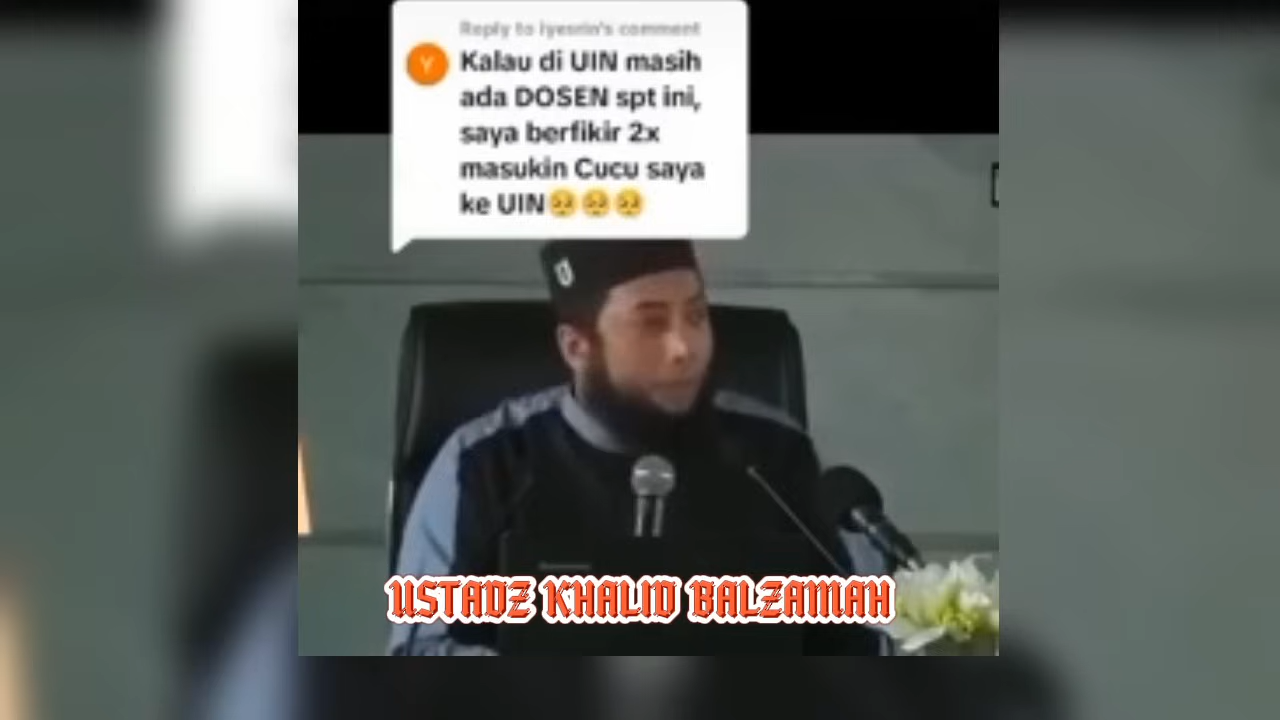 Reply to Iyesrin's comment
Y
Kalau di UIN masih
ada DOSEN spt ini,
saya berfikir 2x
masukin Cucu saya
ke UIN🥺🥺🥺
USTADZ KHALID BALZAMAH